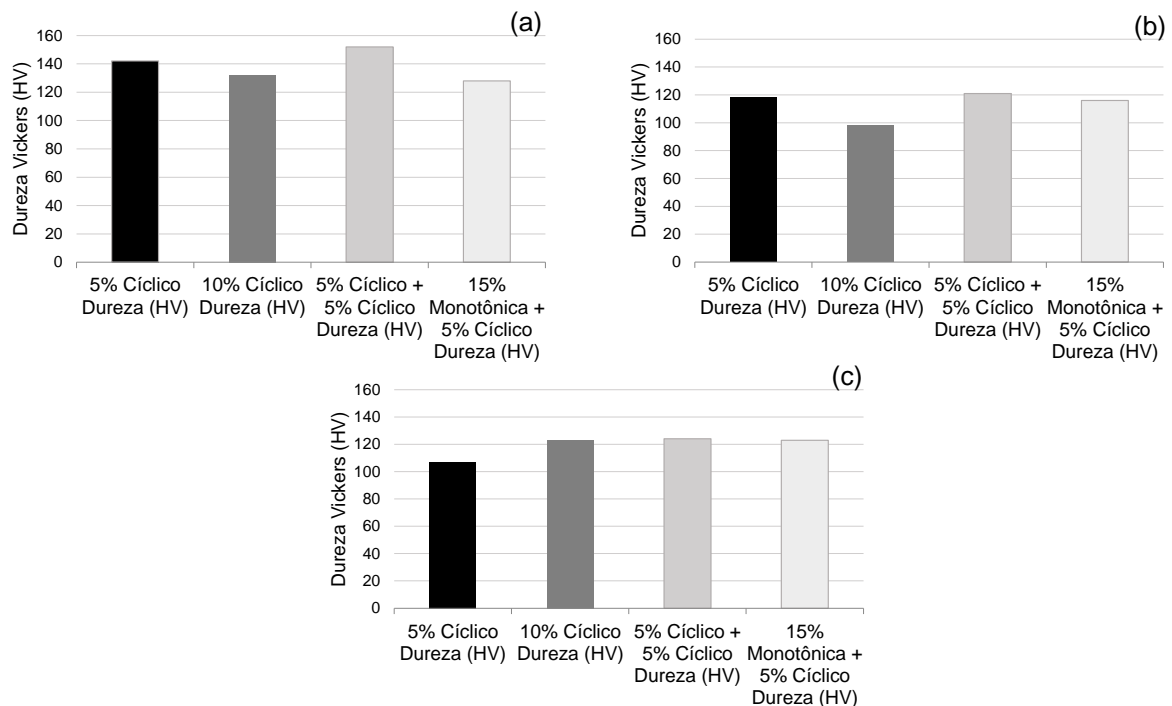 (a)
Dureza Vickers (HV)
160
140
120
100
80
60
40
20
0
5% Cíclico
Dureza (HV)
10% Cíclico
Dureza (HV)
5% Cíclico +
5% Cíclico
Dureza (HV)
15%
Monotônica +
5% Cíclico
Dureza (HV)
(b)
Dureza Vickers (HV)
160
140
120
100
80
60
40
20
0
5% Cíclico
Dureza (HV)
10% Cíclico
Dureza (HV)
5% Cíclico +
5% Cíclico
Dureza (HV)
15%
Monotônica +
5% Cíclico
Dureza (HV)
(c)
Dureza Vickers (HV)
160
140
120
100
80
60
40
20
0
5% Cíclico
Dureza (HV)
10% Cíclico
Dureza (HV)
5% Cíclico +
5% Cíclico
Dureza (HV)
15%
Monotônica +
5% Cíclico
Dureza (HV)